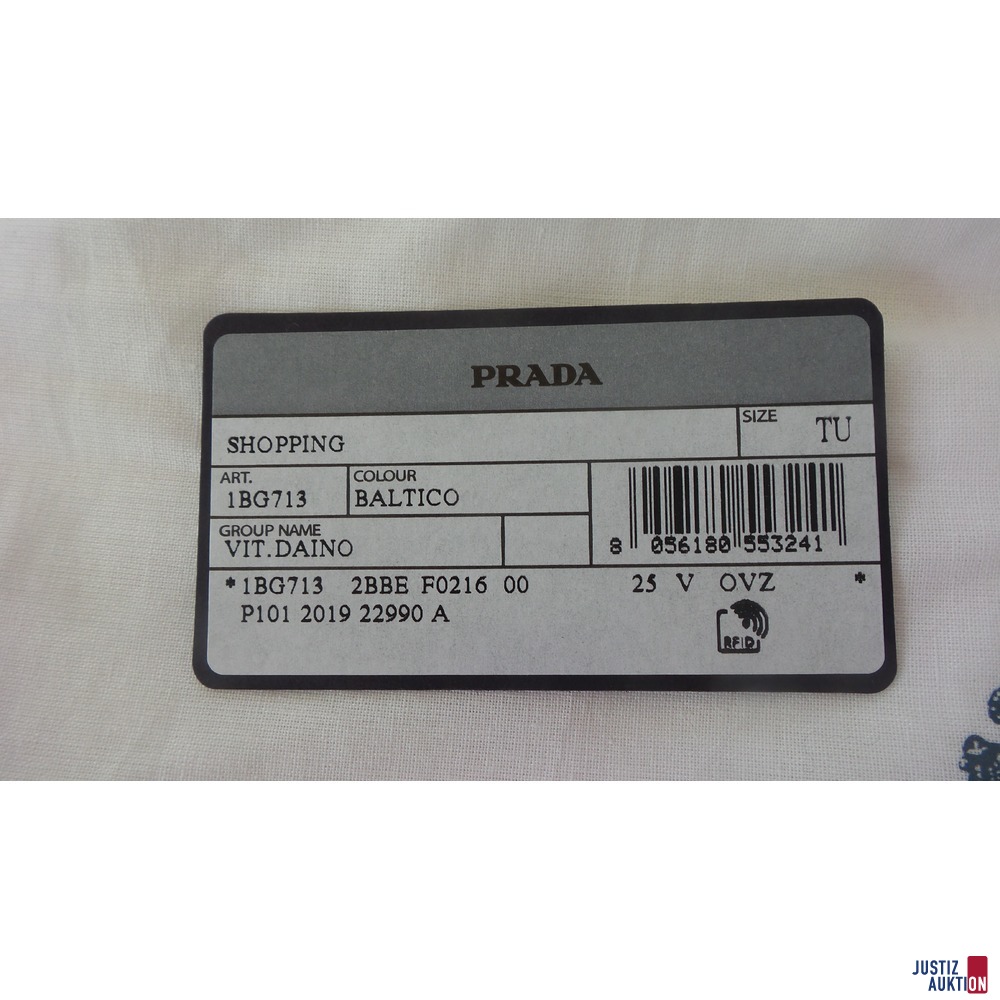 PRADA
SHOPPING
SIZE TU
ART.
1BG713
COLOUR
BALTICO
GROUP NAME
VIT.DAINO
8 056180 553241
*1BG713 2BBE F0216 00 25 V OVZ *
P101 2019 22990 A
RFID
JUSTIZ
AUKTION